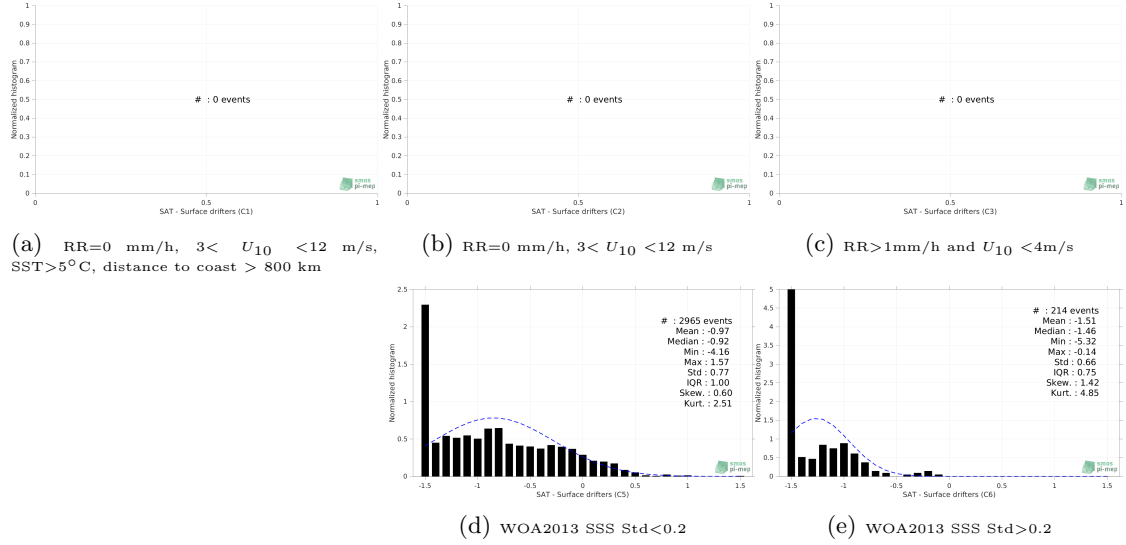 1
0.9
0.8
0.7
0.6
0.5
0.4
0.3
0.2
0.1
0
Normalized histogram
# : 0 events
smos
pi-mep
0 0.5 1
SAT - Surface drifters (C1)
1
0.9
0.8
0.7
0.6
0.5
0.4
0.3
0.2
0.1
0
Normalized histogram
# : 0 events
smos
pi-mep
0 0.5 1
SAT - Surface drifters (C2)
1
0.9
0.8
0.7
0.6
0.5
0.4
0.3
0.2
0.1
0
Normalized histogram
# : 0 events
smos
pi-mep
0 0.5 1
SAT - Surface drifters (C3)
(a) RR=0 mm/h, 3< U10 <12 m/s,
SST>5°C, distance to coast > 800 km
(b) RR=0 mm/h, 3< U10 <12 m/s
(c) RR>1mm/h and U10 <4m/s
2.5
2
1.5
1
0.5
0
Normalized histogram
# : 2965 events
Mean : -0.97
Median : -0.92
Min : -4.16
Max : 1.57
Std : 0.77
IQR : 1.00
Skew. : 0.60
Kurt. : 2.51
smos
pi-mep
-1.5 -1 -0.5 0 0.5 1 1.5
SAT - Surface drifters (C5)
5
4.5
4
3.5
3
2.5
2
1.5
1
0.5
0
Normalized histogram
# : 214 events
Mean : -1.51
Median : -1.46
Min : -5.32
Max : -0.14
Std : 0.66
IQR : 0.75
Skew. : 1.42
Kurt. : 4.85
smos
pi-mep
-1.5 -1 -0.5 0 0.5 1 1.5
SAT - Surface drifters (C6)
(d) WOA2013 SSS Std<0.2
(e) WOA2013 SSS Std>0.2